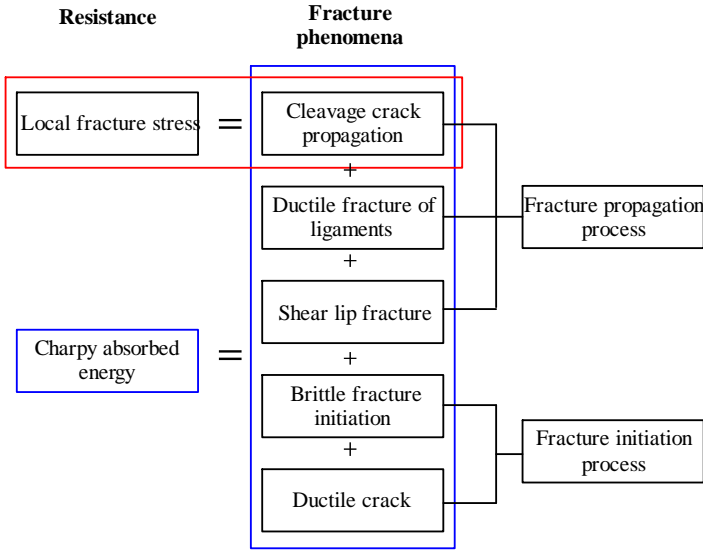 Resistance
Fracture
phenomena
Local fracture stress
=
Cleavage crack
propagation
+
Ductile fracture of
ligaments
+
Shear lip fracture
+
Brittle fracture
initiation
+
Ductile crack
Charpy absorbed
energy
=
Fracture propagation
process
Fracture initiation
process